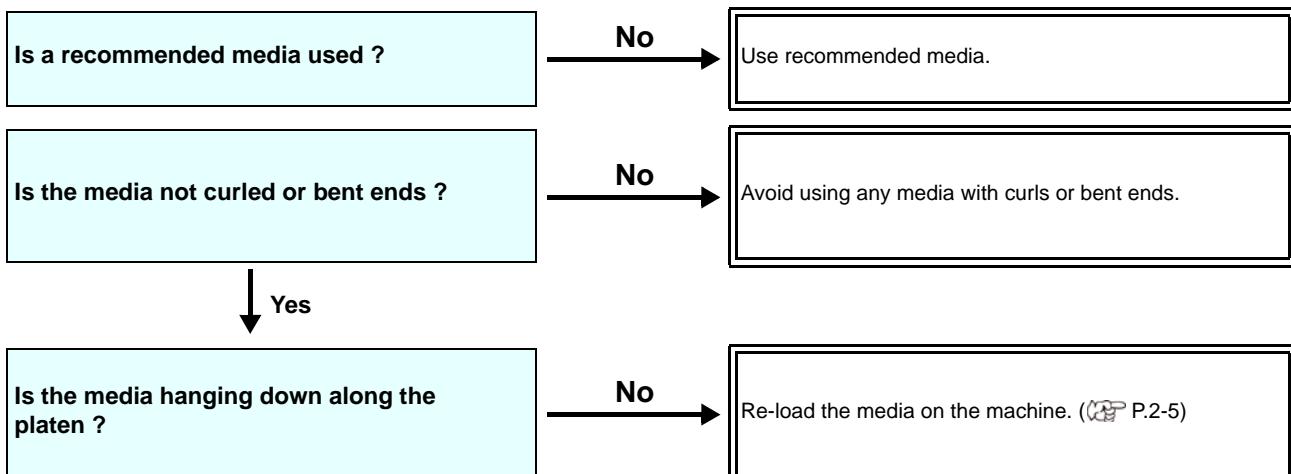 Is a recommended media used ?
No
Use recommended media.
Is the media not curled or bent ends ?
No
Avoid using any media with curls or bent ends.
Yes
Is the media hanging down along the
platen ?
No
Re-load the media on the machine. ( P.2-5)